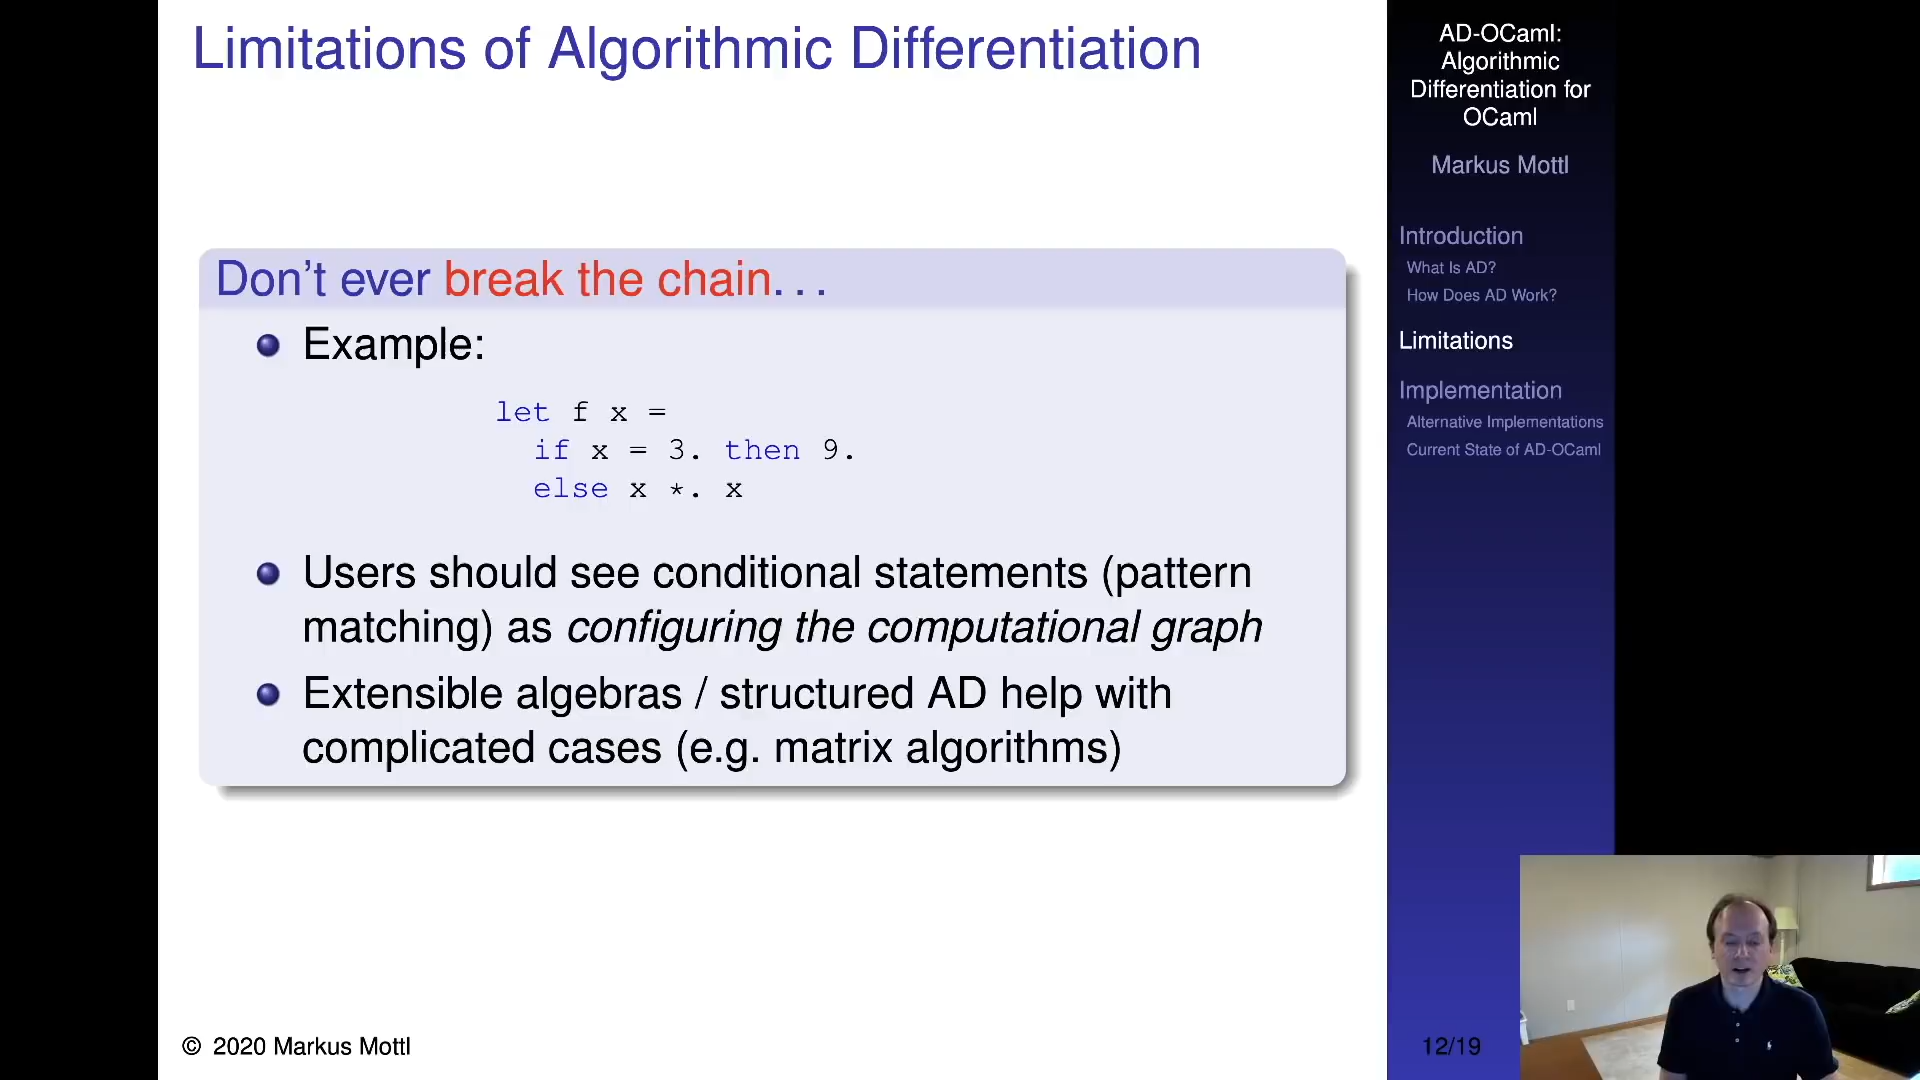 Limitations of Algorithmic Differentiation
Don't ever break the chain. . .
Example:
let f x =
if x = 3. then 9.
else x *. x
Users should see conditional statements (pattern
matching) as configuring the computational graph
Extensible algebras / structured AD help with
complicated cases (e.g. matrix algorithms)
© 2020 Markus Mottl
AD-OCaml:
Algorithmic
Differentiation for
OCaml
Markus Mottl
Introduction
What Is AD?
How Does AD Work?
Limitations
Implementation
Alternative Implementations
Current State of AD-OCaml
12/19